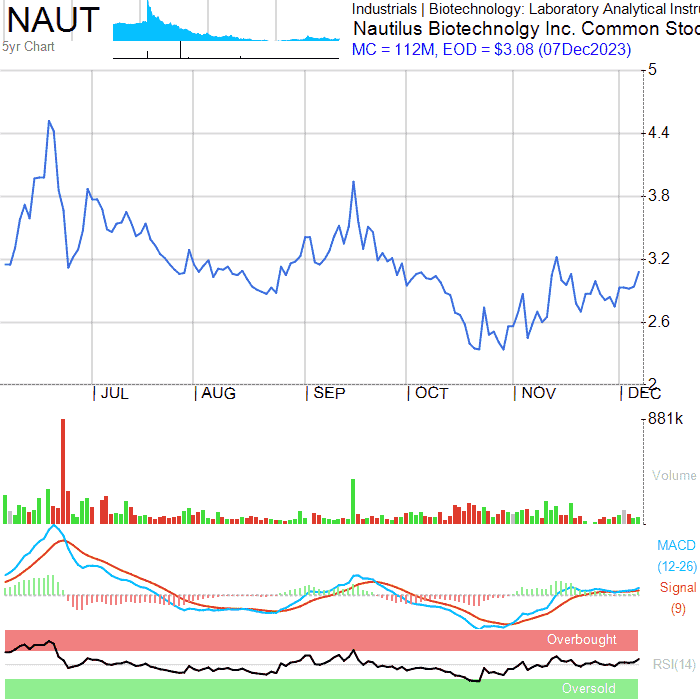 NAUT
5yr Chart
Industrials | Biotechnology: Laboratory Analytical Instru
Nautilus Biotechnolgy Inc. Common Stoc
MC = 112M, EOD = $3.08 (07Dec2023)
5
4.4
3.8
3.2
2.6
2
JUL AUG SEP OCT NOV DEC
881k
Volume
MACD
(12-26)
Signal
(9)
Overbought
RSI(14)
Oversold